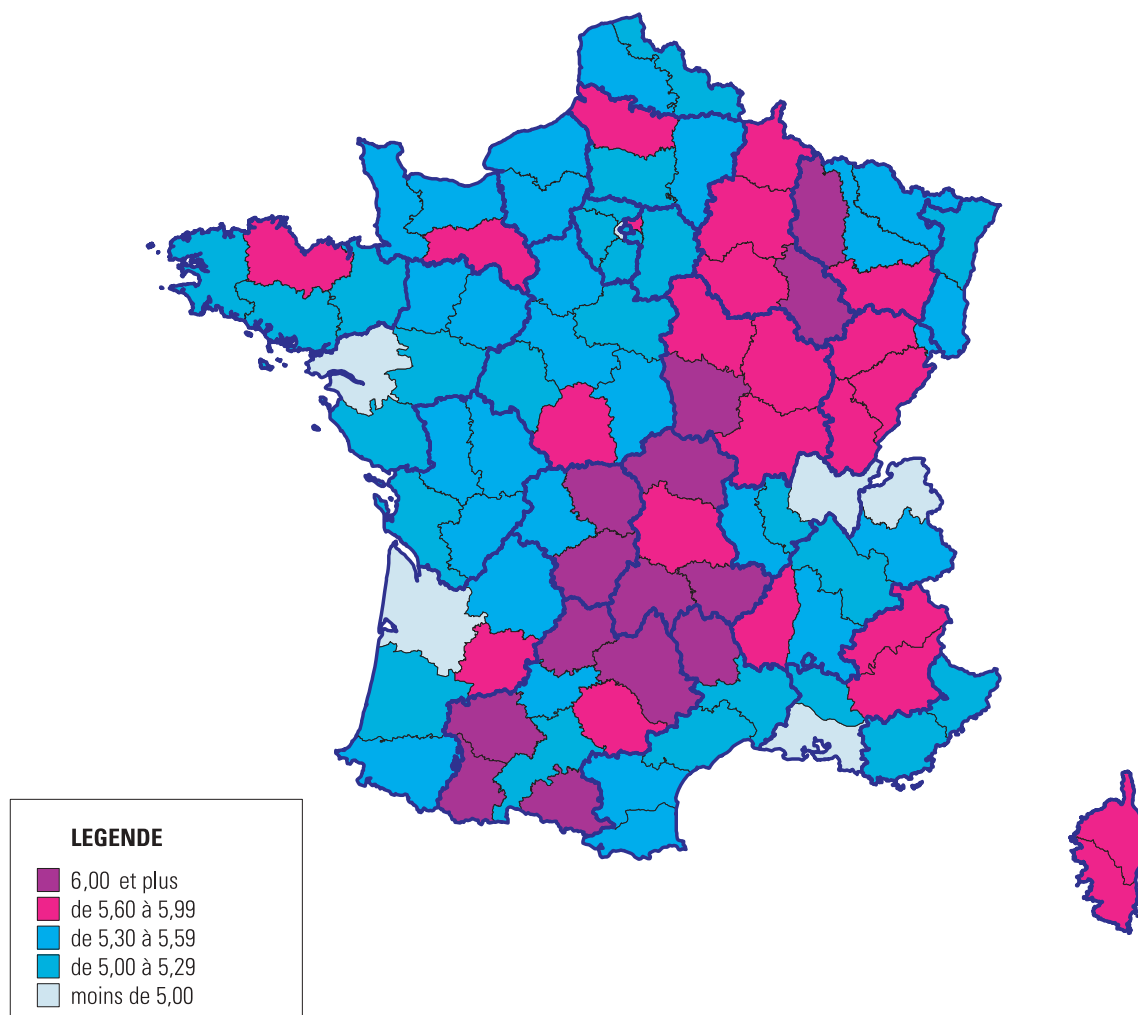 LEGENDE
6,00 et plus
de 5,60 à 5,99
de 5,30 à 5,59
de 5,00 à 5,29
moins de 5,00